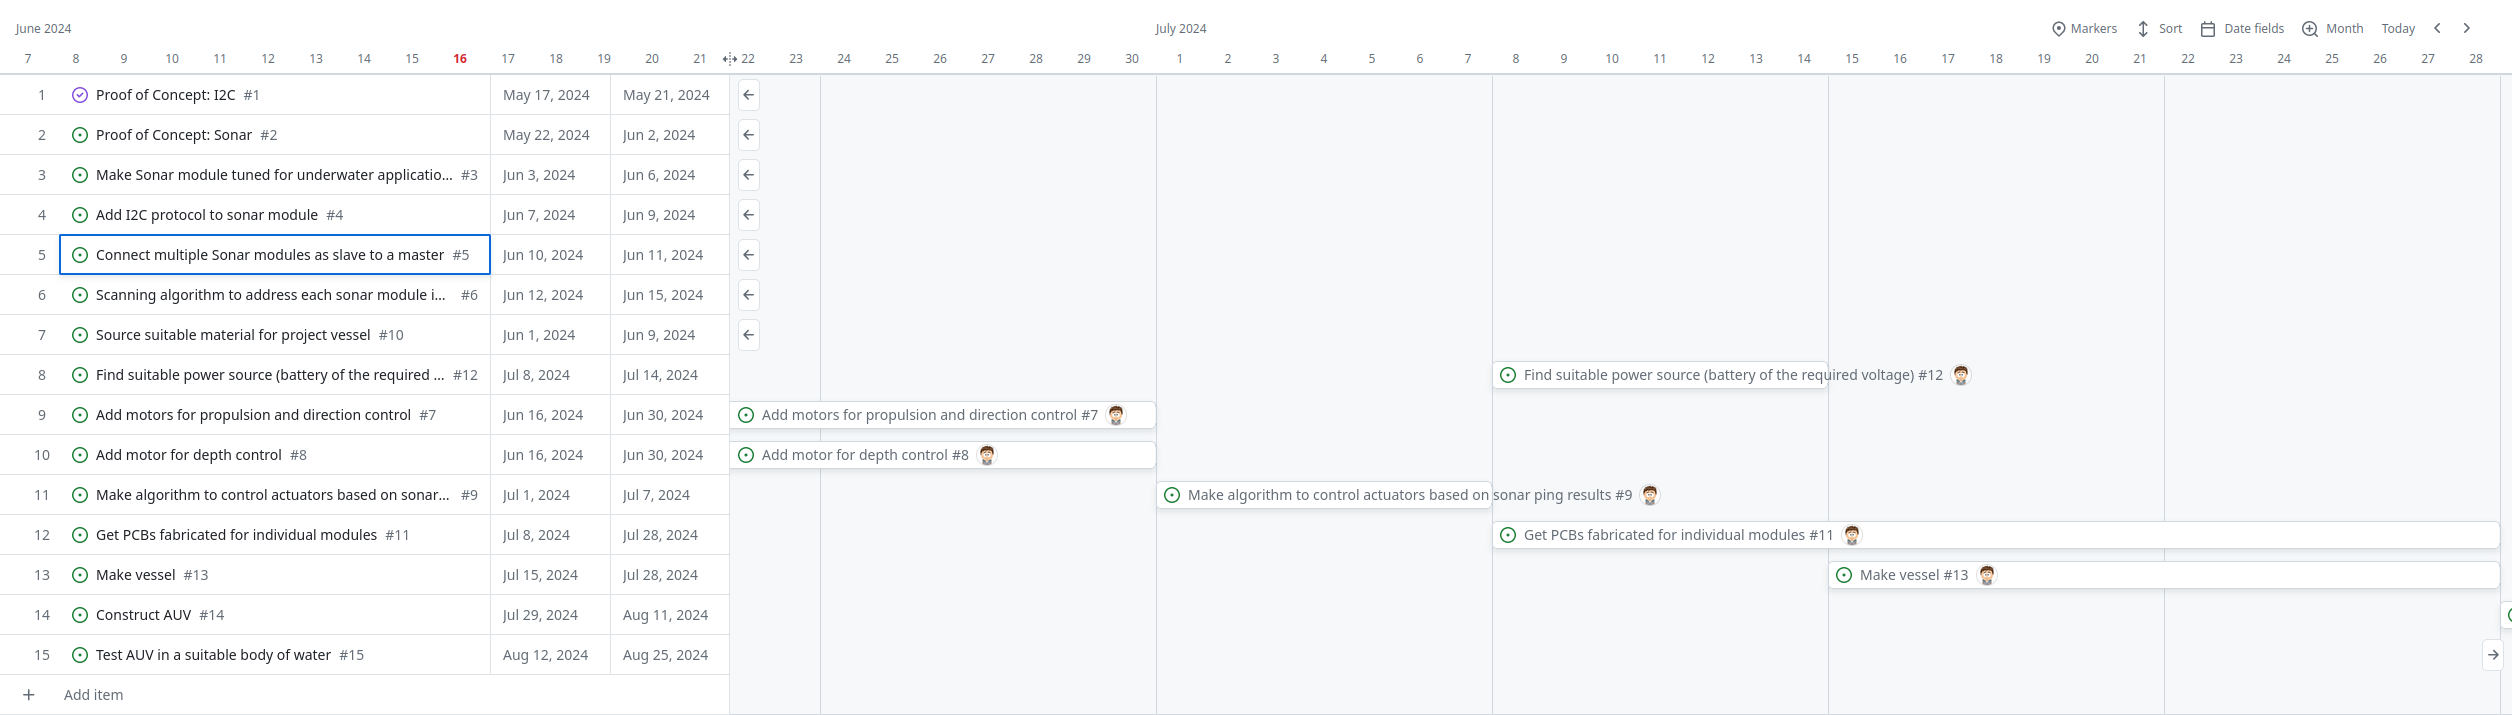 June 2024 July 2024 Markers Sort Date fields Month Today
7 8 9 10 11 12 13 14 15 16 17 18 19 20 21 22 23 24 25 26 27 28 29 30 1 2 3 4 5 6 7 8 9 10 11 12 13 14 15 16 17 18 19 20 21 22 23 24 25 26 27 28
1 Proof of Concept: I2C #1 May 17, 2024 May 21, 2024
2 Proof of Concept: Sonar #2 May 22, 2024 Jun 2, 2024
3 Make Sonar module tuned for underwater applicatio... #3 Jun 3, 2024 Jun 6, 2024
4 Add I2C protocol to sonar module #4 Jun 7, 2024 Jun 9, 2024
5 Connect multiple Sonar modules as slave to a master #5 Jun 10, 2024 Jun 11, 2024
6 Scanning algorithm to address each sonar module i... #6 Jun 12, 2024 Jun 15, 2024
7 Source suitable material for project vessel #10 Jun 1, 2024 Jun 9, 2024
8 Find suitable power source (battery of the required ... #12 Jul 8, 2024 Jul 14, 2024 Find suitable power source (battery of the required voltage) #12
9 Add motors for propulsion and direction control #7 Jun 16, 2024 Jun 30, 2024 Add motors for propulsion and direction control #7
10 Add motor for depth control #8 Jun 16, 2024 Jun 30, 2024 Add motor for depth control #8
11 Make algorithm to control actuators based on sonar... #9 Jul 1, 2024 Jul 7, 2024 Make algorithm to control actuators based on sonar ping results #9
12 Get PCBs fabricated for individual modules #11 Jul 8, 2024 Jul 28, 2024 Get PCBs fabricated for individual modules #11
13 Make vessel #13 Jul 15, 2024 Jul 28, 2024 Make vessel #13
14 Construct AUV #14 Jul 29, 2024 Aug 11, 2024
15 Test AUV in a suitable body of water #15 Aug 12, 2024 Aug 25, 2024
+ Add item